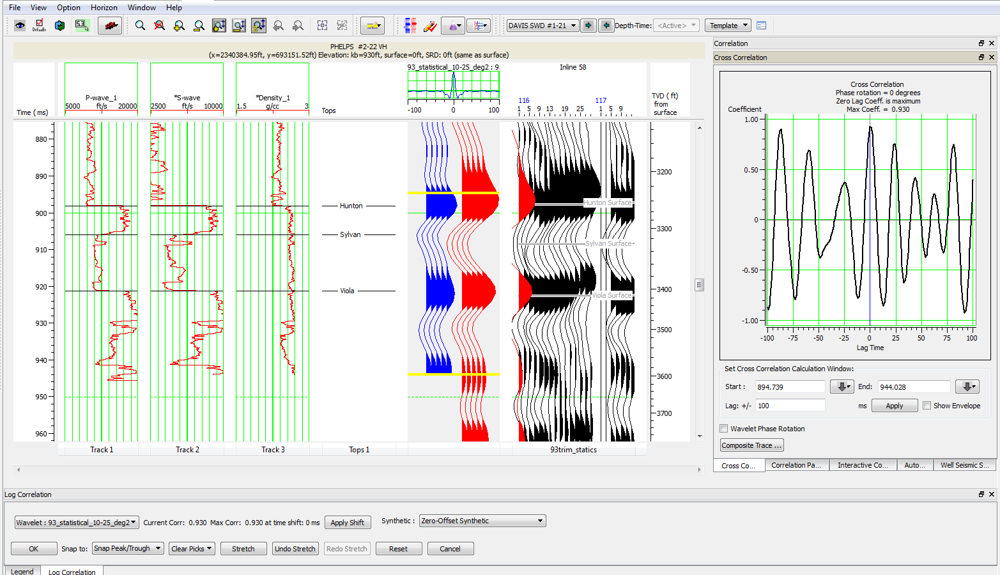 File View Option Horizon Window Help
Defaults S3 DAVIS SWD #1-21 Depth-Time: <Active> Template
PHELPS #2-22 VH
(x=2340384.95ft, y=693151.52ft) Elevation: kb=930ft, surface=0ft, SRD: 0ft (same as surface)
93_statistical_10-25_deg2 : 9 Inline 58
P-wave_1 *S-wave *Density_1
5000 ft/s 20000 2500 ft/s 10000 1.5 g/cc 3
Time (ms) Tops
-100 0 100
116 117
1 5 9 13 19 25 1 5 9
TVD ( ft)
from
surface
880
890
900
910
920
930
940
950
960
Hunton
Sylvan
Viola
Hunton Surface
Sylvan Surface
Viola Surface
3200
3300
3400
3500
3600
3700
Track 1 Track 2 Track 3 Tops 1 93trim_statics
Correlation
Cross Correlation
Cross Correlation
Phase rotation = 0 degrees
Zero Lag Coeff. is maximum
Max Coeff. = 0.930
Coefficient
1.00
0.50
0
-0.50
-1.00
-100 -75 -50 -25 0 25 50 75 100
Lag Time
Set Cross Correlation Calculation Window:
Start : 894.739 End: 944.028
Lag: +/- 100 ms Apply Show Envelope
Wavelet Phase Rotation
Composite Trace ...
Cross Co... Correlation Pa... Interactive Co... Auto... Well Seismic S...
Log Correlation
Wavelet : 93_statistical_10-25_deg2 Current Corr: 0.930 Max Corr: 0.930 at time shift: 0 ms Apply Shift Synthetic : Zero-Offset Synthetic
OK Snap to: Snap Peak/Trough Clear Picks Stretch Undo Stretch Redo Stretch Reset Cancel
Legend Log Correlation